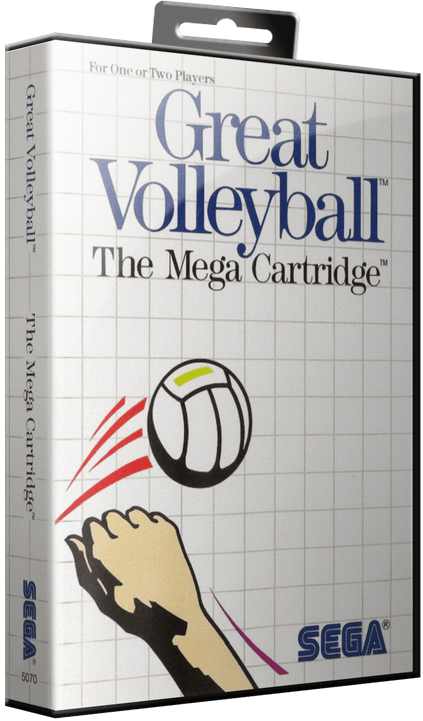 For One or Two Players
Great
Volleyball™
The Mega Cartridge™
SEGA®
Great Volleyball™
The Mega Cartridge™
SEGA®
5070